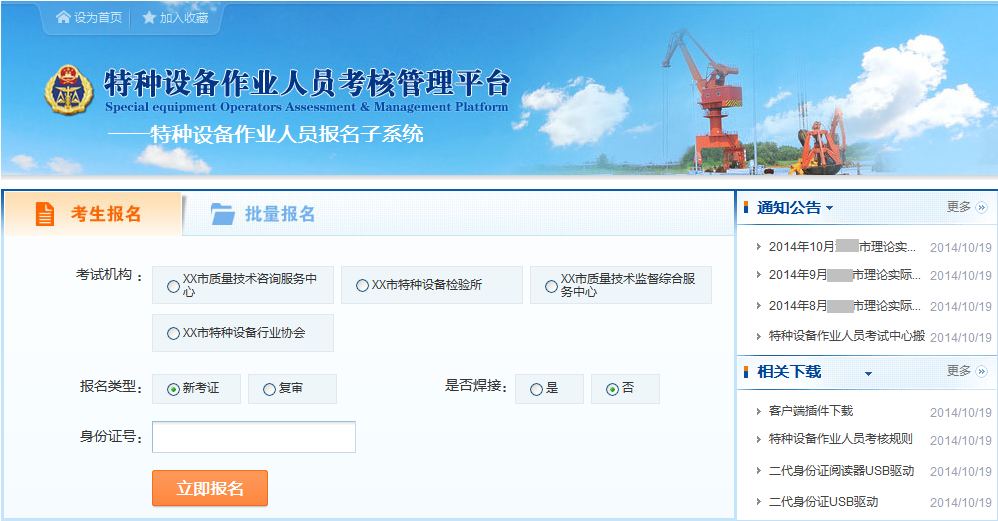 设为首页
加入收藏
特种设备作业人员考核管理平台
Special equipment Operators Assessment & Management Platform
——特种设备作业人员报名子系统
考生报名
批量报名
考试机构：
XX市质量技术咨询服务中
心
XX市特种设备检验所
XX市质量技术监督综合服
务中心
XX市特种设备行业协会
报名类型：
新考证
复审
是否焊接：
是
否
身份证号：
立即报名
通知公告
更多
2014年10月 市理论实... 2014/10/19
2014年9月 市理论实际... 2014/10/19
2014年8月 市理论实际... 2014/10/19
特种设备作业人员考试中心搬 2014/10/19
相关下载
更多
客户端插件下载 2014/10/19
特种设备作业人员考核规则 2014/10/19
二代身份证阅读器USB驱动 2014/10/19
二代身份证USB驱动 2014/10/19